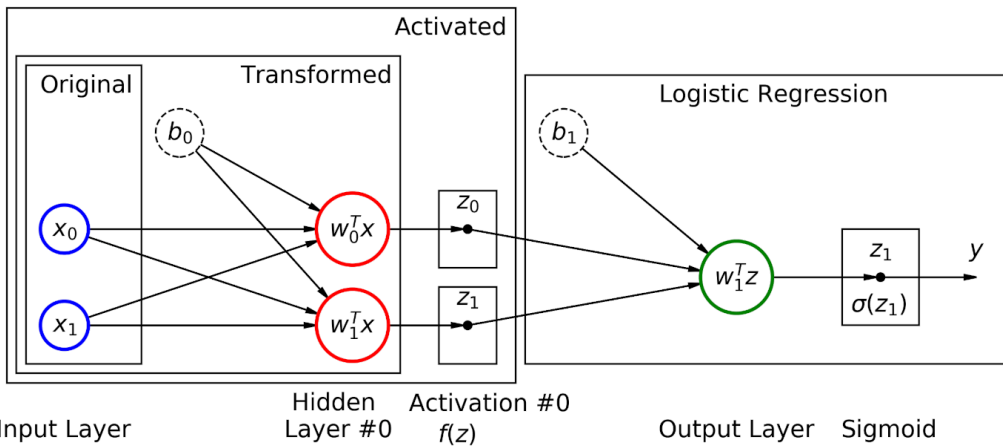 Activated
Original
Transformed
Logistic Regression
b₀
b₁
x₀
w₀ᵀx
z₀
x₁
w₁ᵀx
z₁
w₁ᵀz
z₁
σ(z₁)
y
Hidden
Layer #0
Activation #0
f(z)
Input Layer
Output Layer
Sigmoid